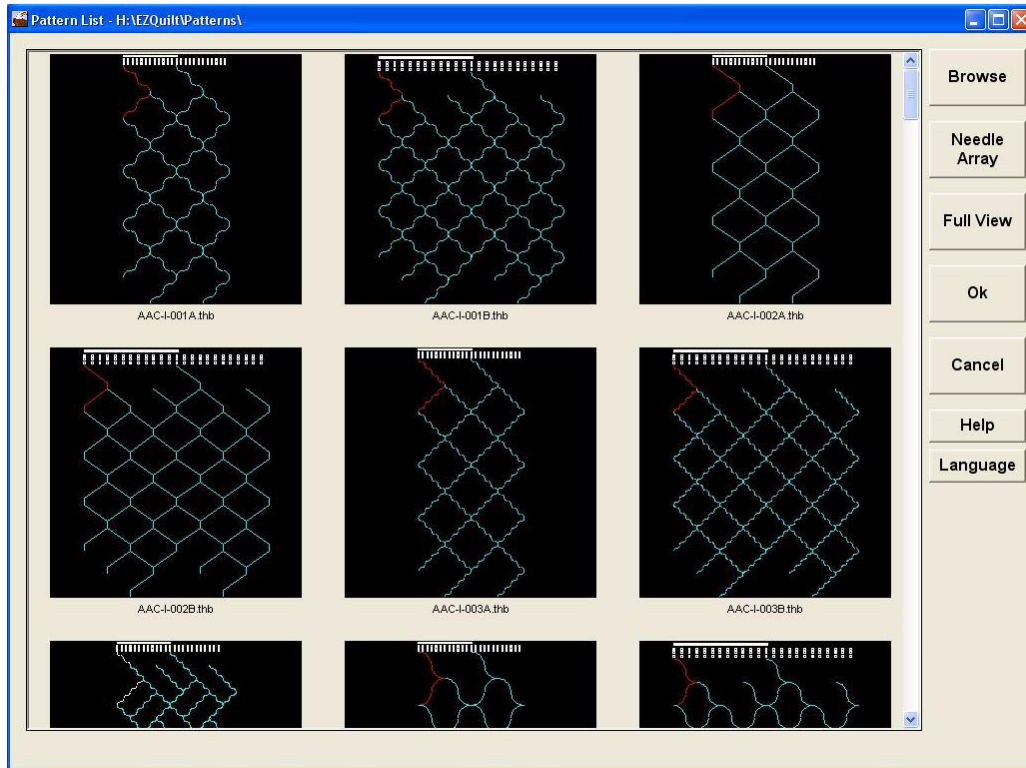 Pattern List - H:\EZQuilt\Patterns\
AAC-I-001A.thb
AAC-I-001B.thb
AAC-I-002A.thb
AAC-I-002B.thb
AAC-I-003A.thb
AAC-I-003B.thb
Browse
Needle
Array
Full View
Ok
Cancel
Help
Language